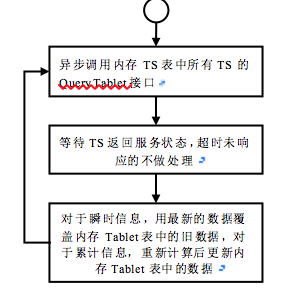 异步调用内存 TS 表中所有 TS 的
Query Tablet 接口
等待 TS 返回服务状态，超时未响
应的不做处理
对于瞬时信息，用最新的数据覆
盖内存 Tablet 表中的旧数据，对
于累计信息，重新计算后更新内
存 Tablet 表中的数据